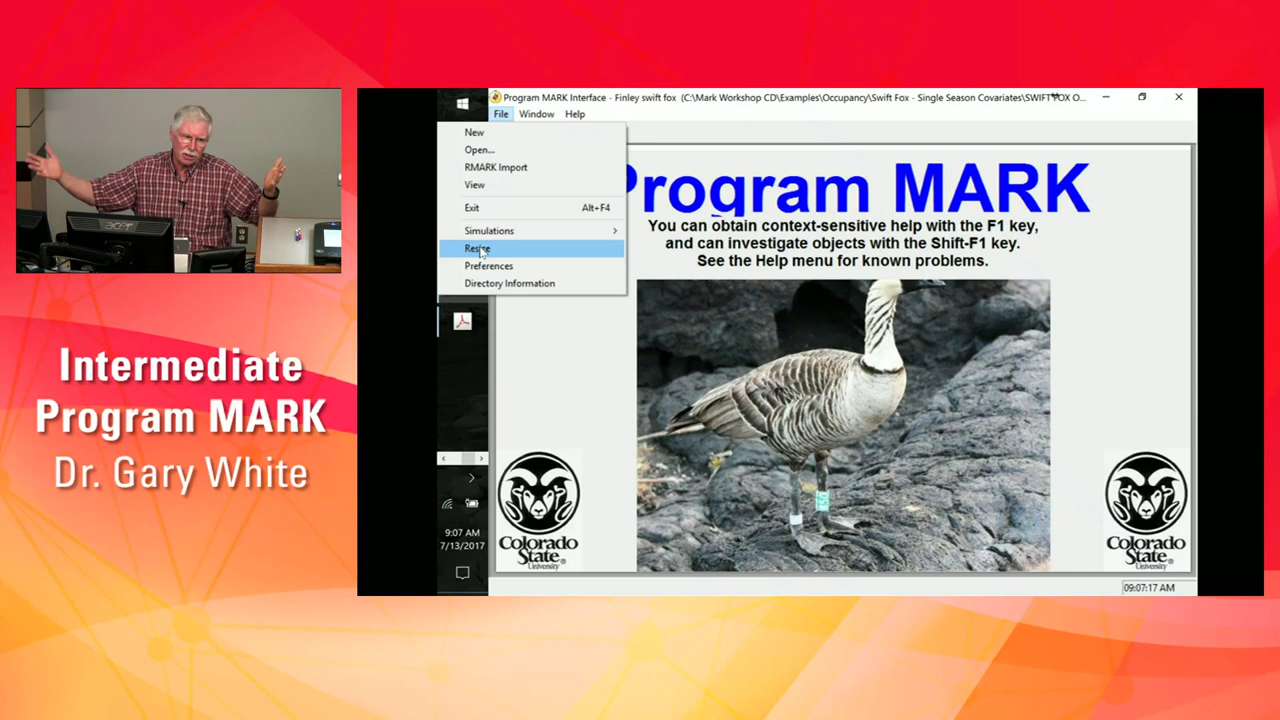 acer
Intermediate
Program MARK
Dr. Gary White
Program MARK Interface - Finley swift fox (C:\Mark Workshop CD\Examples\Occupancy\Swift Fox - Single Season Covariates\SWIFT FOX O...
File Window Help
New
Open...
RMARK Import
View
Exit Alt+F4
Simulations
Resize
Preferences
Directory Information
Program MARK
You can obtain context-sensitive help with the F1 key,
and can investigate objects with the Shift-F1 key.
See the Help menu for known problems.
Colorado
State
University
Colorado
State
University
9:07 AM
7/13/2017
09:07:17 AM